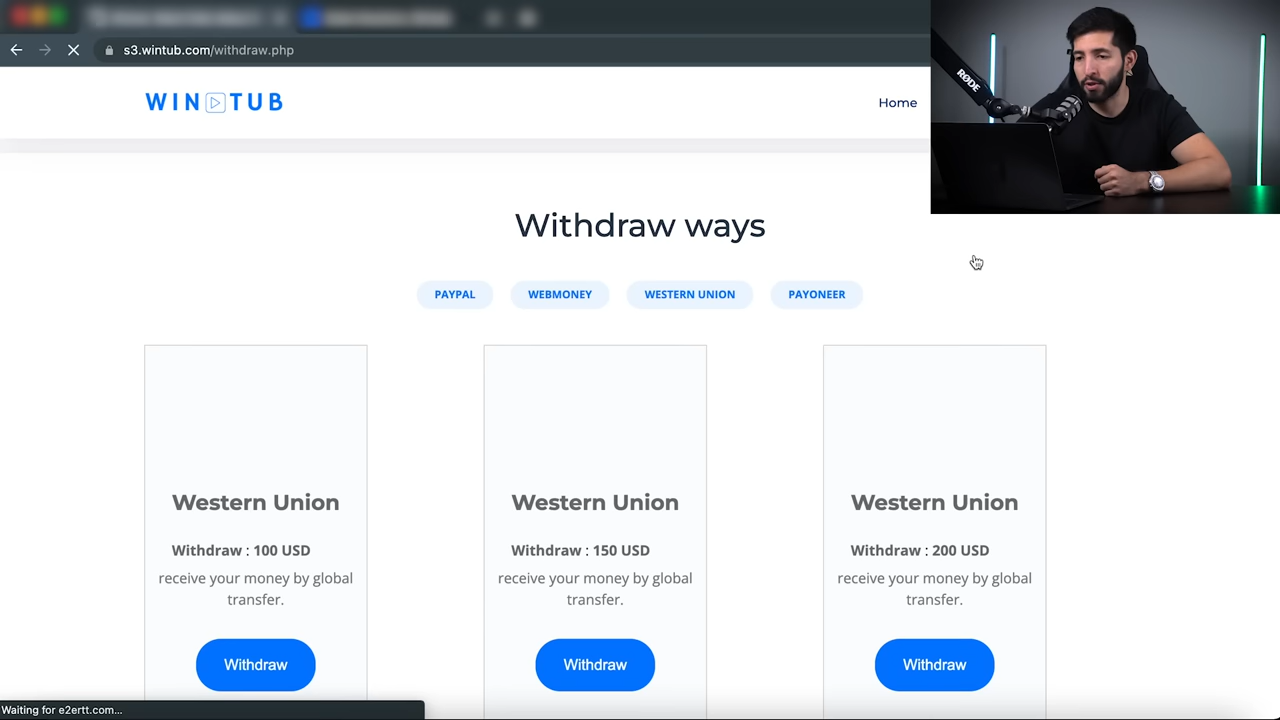 s3.wintub.com/withdraw.php
WIN TUB
Home
RØDE
Withdraw ways
PAYPAL
WEBMONEY
WESTERN UNION
PAYONEER
Western Union
Withdraw : 100 USD
receive your money by global
transfer.
Withdraw
Western Union
Withdraw : 150 USD
receive your money by global
transfer.
Withdraw
Western Union
Withdraw : 200 USD
receive your money by global
transfer.
Withdraw
Waiting for e2ertt.com...